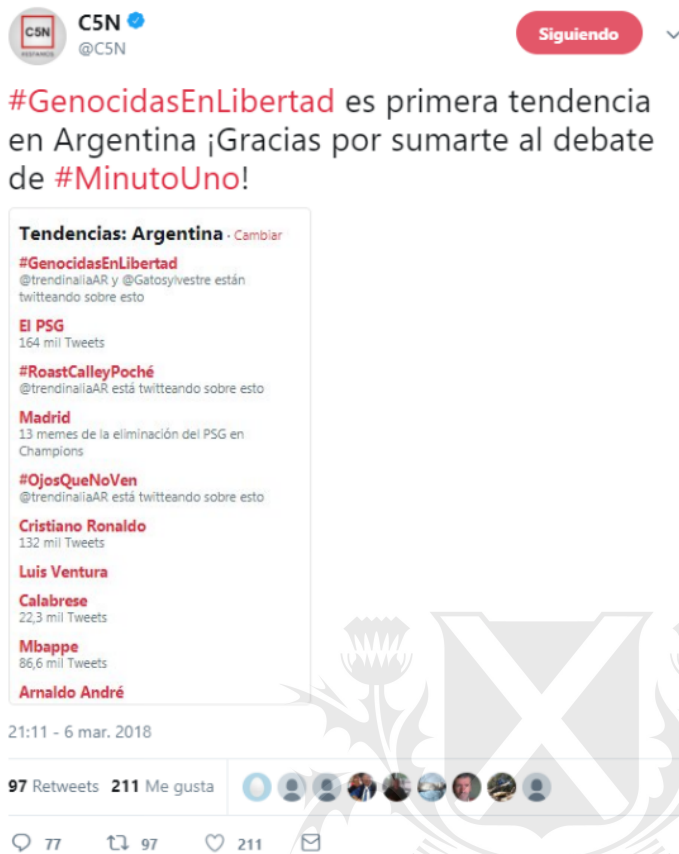 C5N
C5N
@C5N
Siguiendo
#GenocidasEnLibertad es primera tendencia
en Argentina ¡Gracias por sumarte al debate
de #MinutoUno!
Tendencias: Argentina · Cambiar
#GenocidasEnLibertad
@trendinaliaAR y @Gatosylvestre están
twitteando sobre esto
El PSG
164 mil Tweets
#RoastCalleyPoché
@trendinaliaAR está twitteando sobre esto
Madrid
13 memes de la eliminación del PSG en
Champions
#OjosQueNoVen
@trendinaliaAR está twitteando sobre esto
Cristiano Ronaldo
132 mil Tweets
Luis Ventura
Calabrese
22,3 mil Tweets
Mbappe
86,6 mil Tweets
Arnaldo André
21:11 - 6 mar. 2018
97 Retweets 211 Me gusta
77 97 211